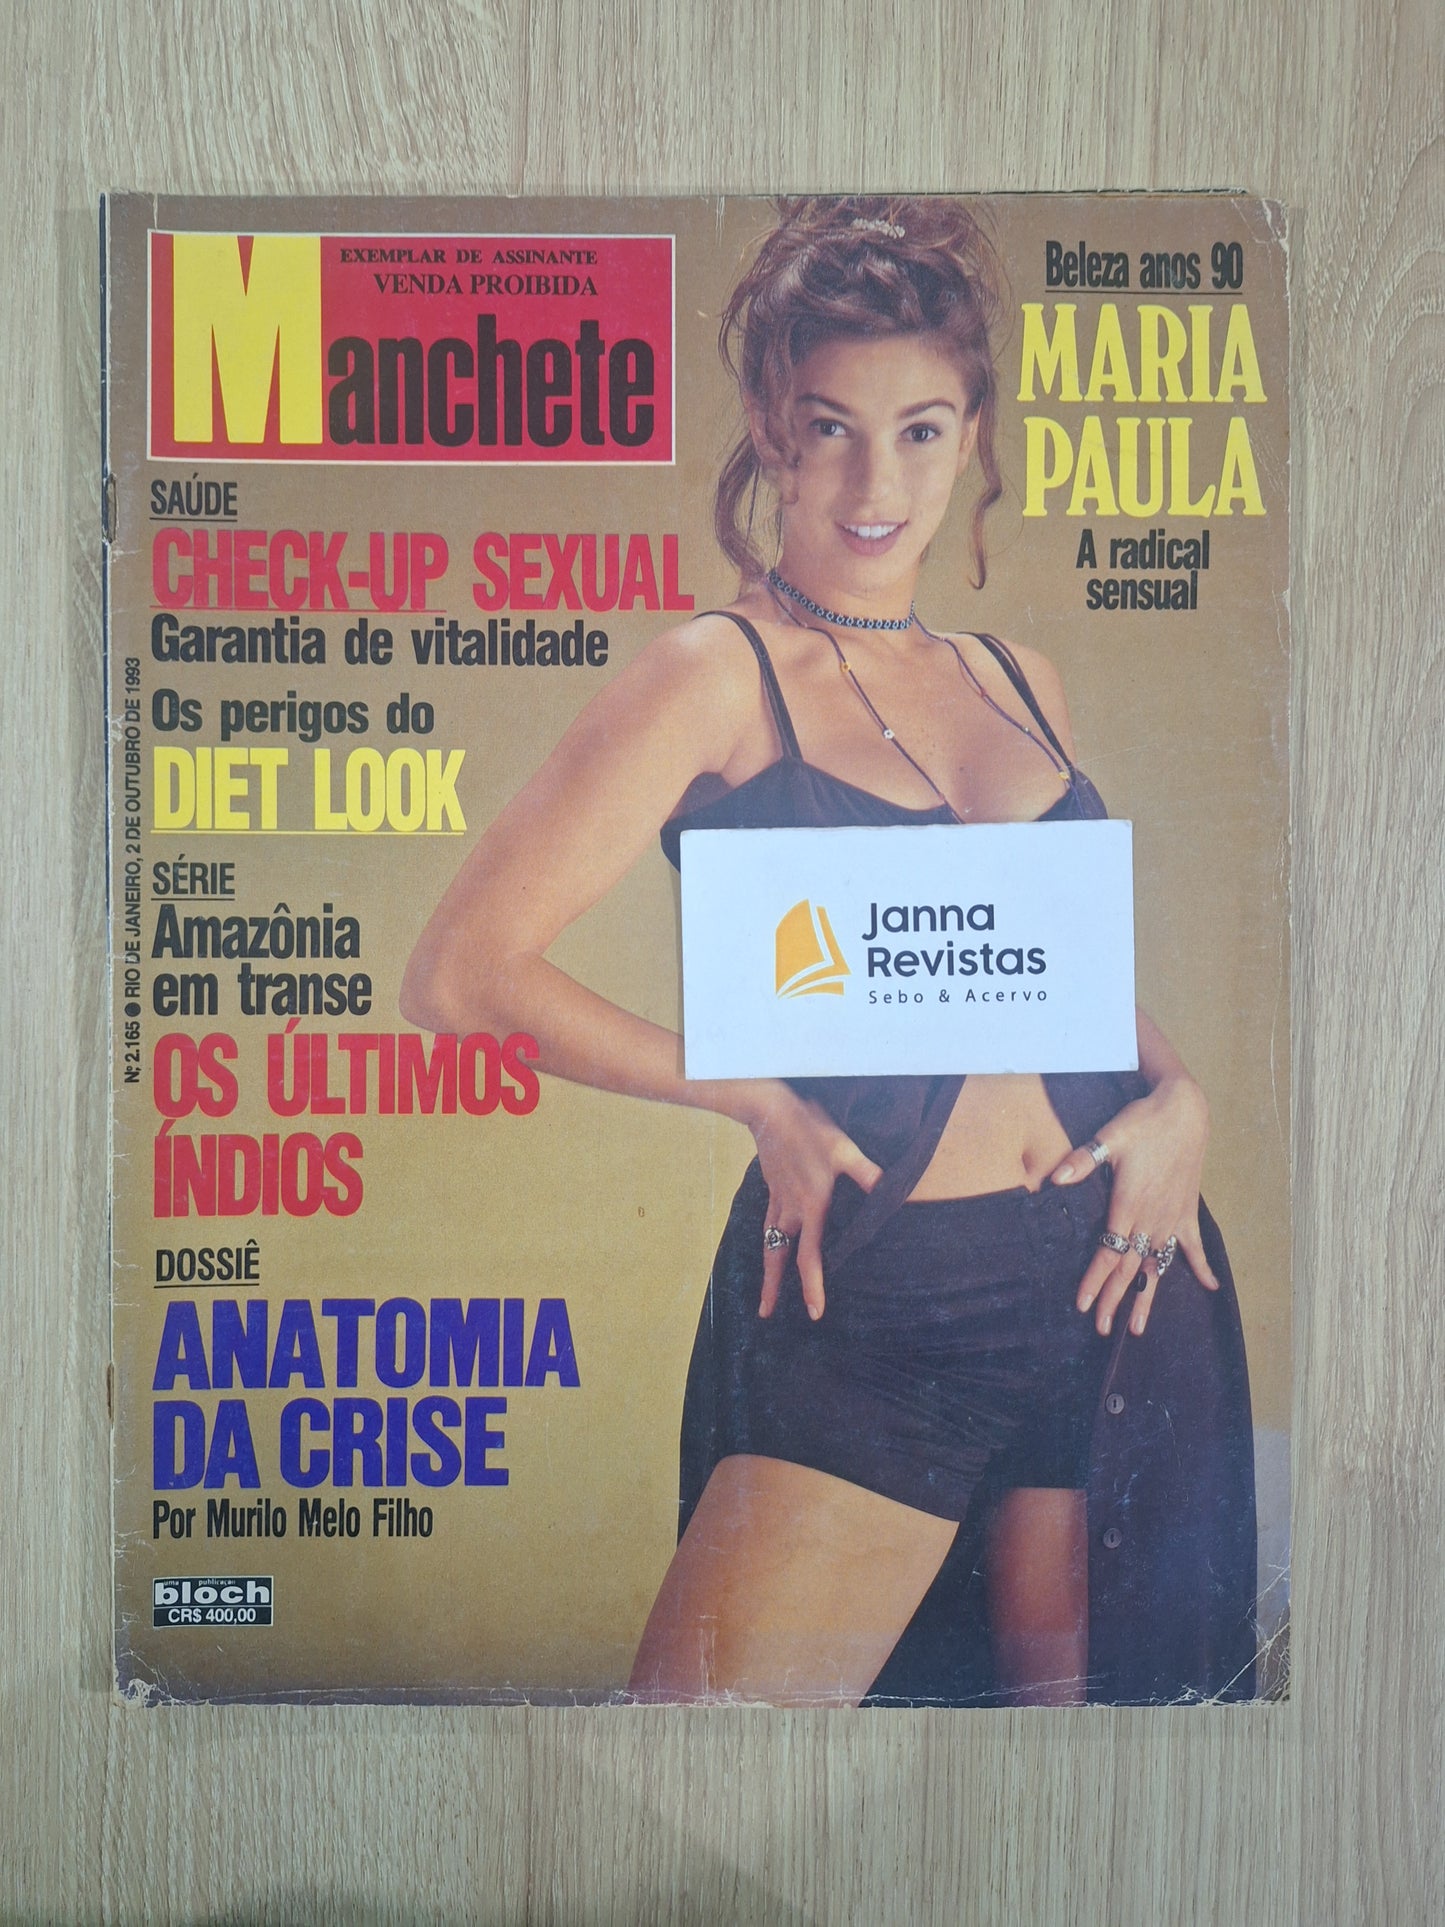 EXEMPLAR DE ASSINANTE
VENDA PROIBIDA
Manchete
Beleza anos 90
MARIA
PAULA
A radical
sensual
SAÚDE
CHECK-UP SEXUAL
Garantia de vitalidade
Os perigos do
DIET LOOK
SÉRIE
Amazônia
em transe
OS ÚLTIMOS
ÍNDIOS
DOSSIÊ
ANATOMIA
DA CRISE
Por Murilo Melo Filho
uma publicação
bloch
CR$ 400,00
Nº 2.165 ● RIO DE JANEIRO, 2 DE OUTUBRO DE 1993
Janna
Revistas
Sebo & Acervo